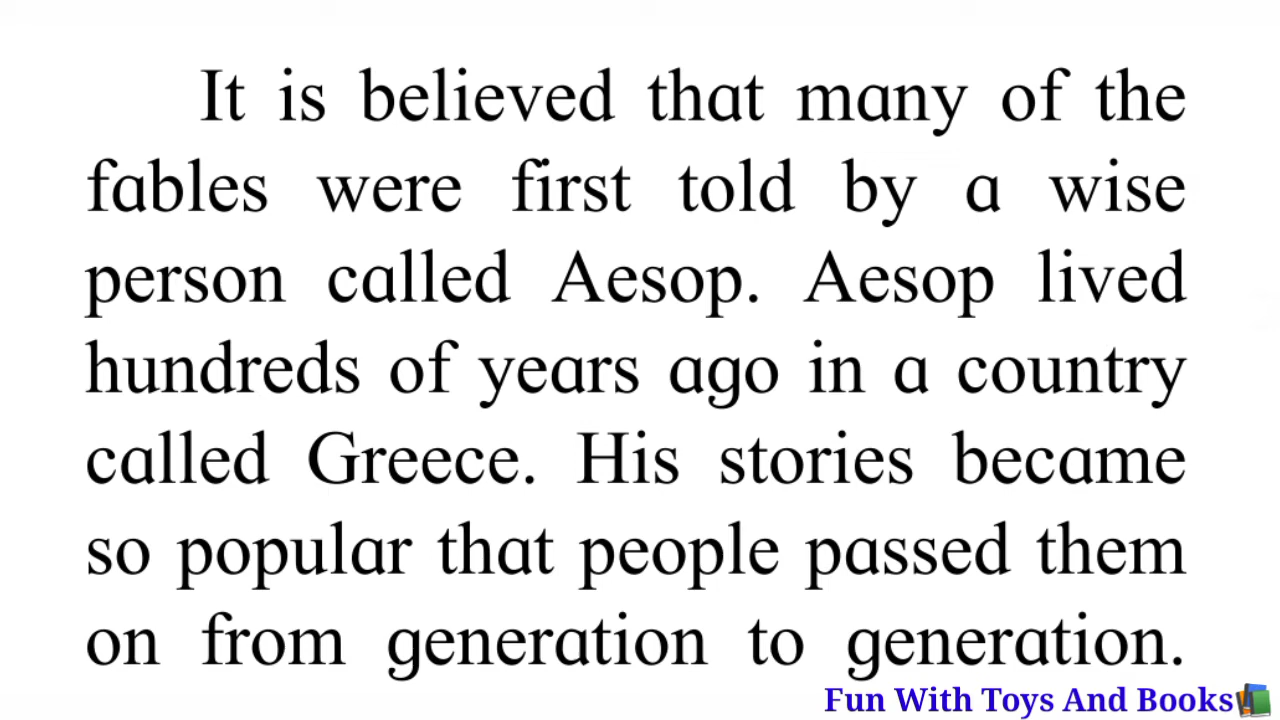 It is believed that many of the
fables were first told by a wise
person called Aesop. Aesop lived
hundreds of years ago in a country
called Greece. His stories became
so popular that people passed them
on from generation to generation.
Fun With Toys And Books